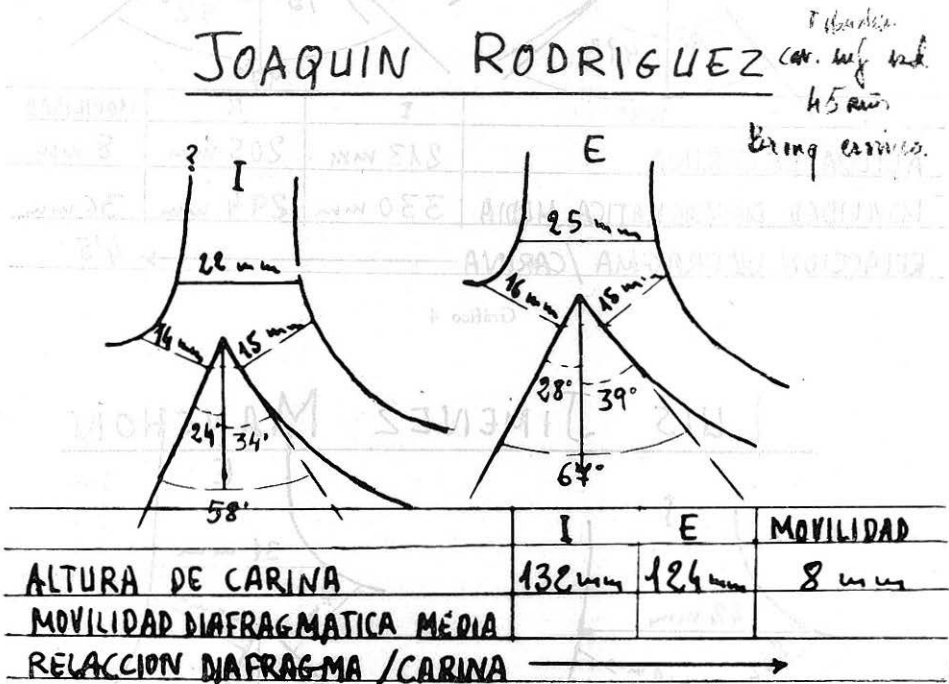 JOAQUIN RODRIGUEZ
45 años
I
E
?
22 mm
25 mm
14 mm
15 mm
16 mm
15 m.
24°
34°
58°
28°
39°
67°
I E MOVILIDAD
ALTURA DE CARINA 132 mm 124 mm 8 mm
MOVILIDAD DIAFRAGMATICA MEDIA
RELACCION DIAFRAGMA /CARINA